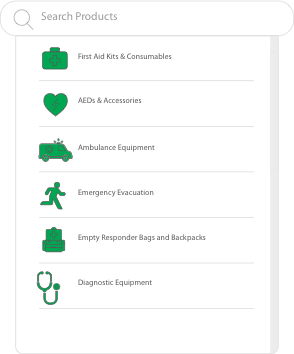 Search Products
First Aid Kits & Consumables
AEDs & Accessories
Ambulance Equipment
Emergency Evacuation
Empty Responder Bags and Backpacks
Diagnostic Equipment